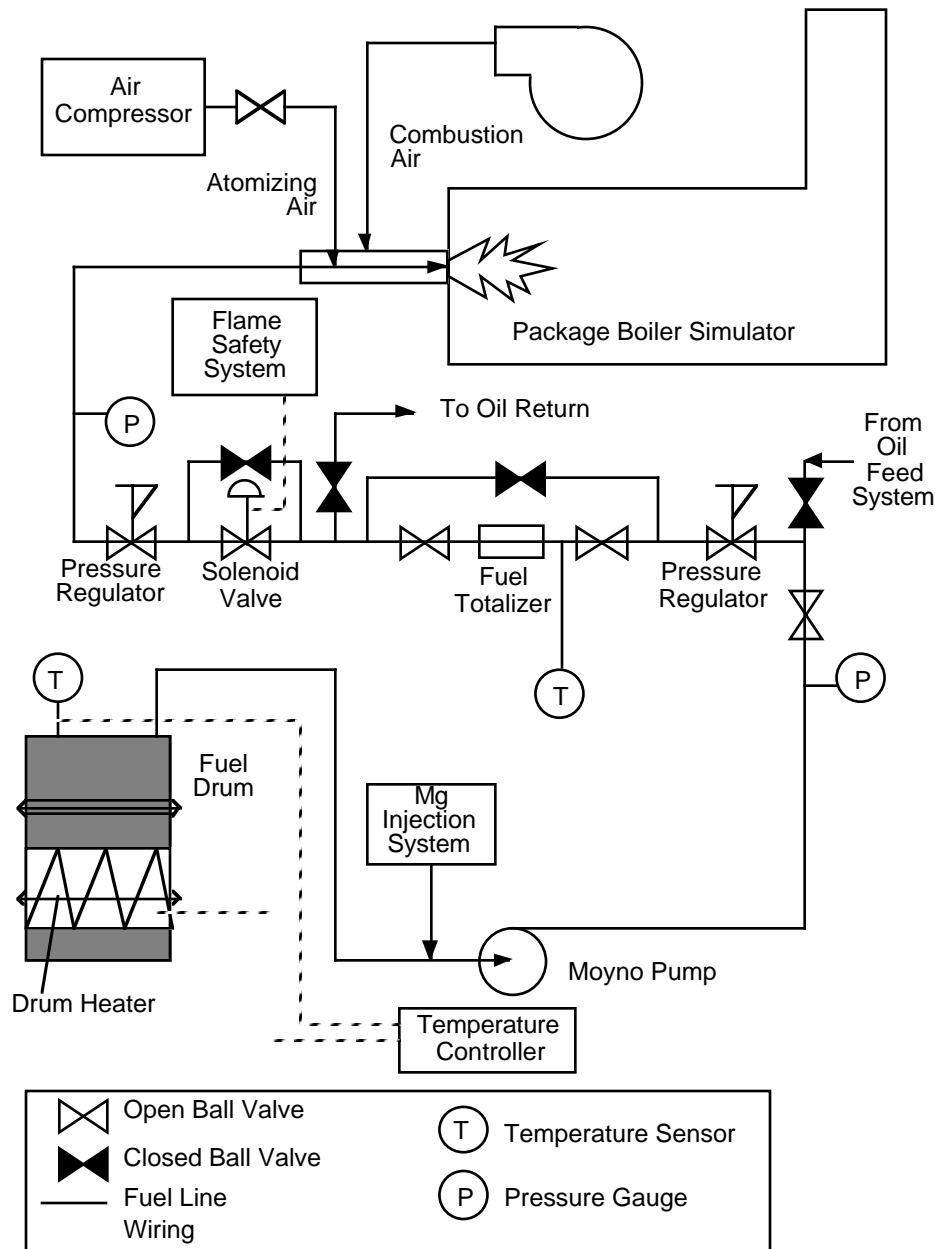 Air
Compressor
Combustion
Air
Atomizing
Air
Package Boiler Simulator
Flame
Safety
System
To Oil Return
From
Oil
Feed
System
P
Pressure
Regulator
Solenoid
Valve
Fuel
Totalizer
Pressure
Regulator
T
T
P
Fuel
Drum
Mg
Injection
System
Moyno Pump
Drum Heater
Temperature
Controller
Open Ball Valve
Closed Ball Valve
Fuel Line
Wiring
T Temperature Sensor
P Pressure Gauge